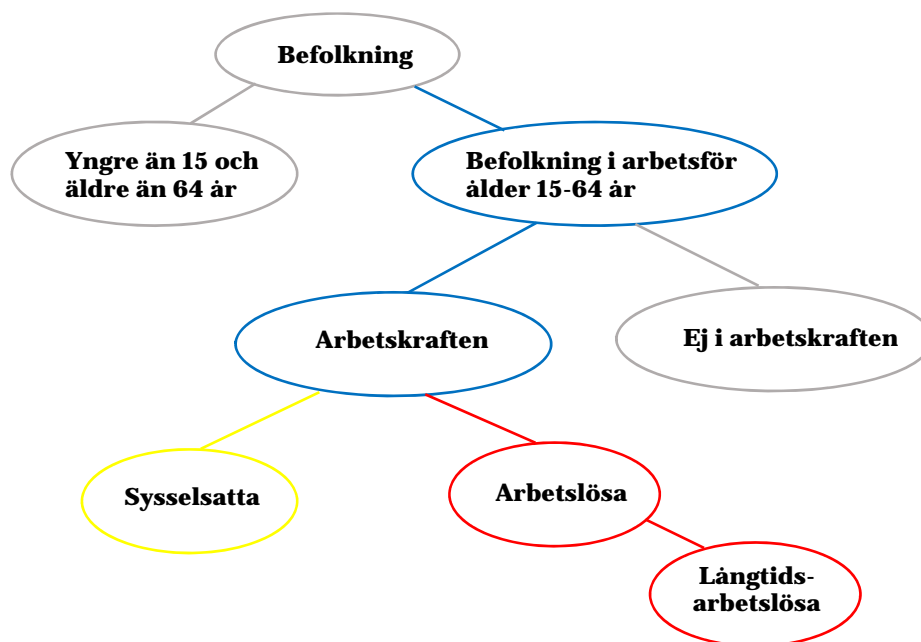 Befolkning
Yngre än 15 och
äldre än 64 år
Befolkning i arbetsför
ålder 15-64 år
Arbetskraften
Ej i arbetskraften
Sysselsatta
Arbetslösa
Långtids-
arbetslösa